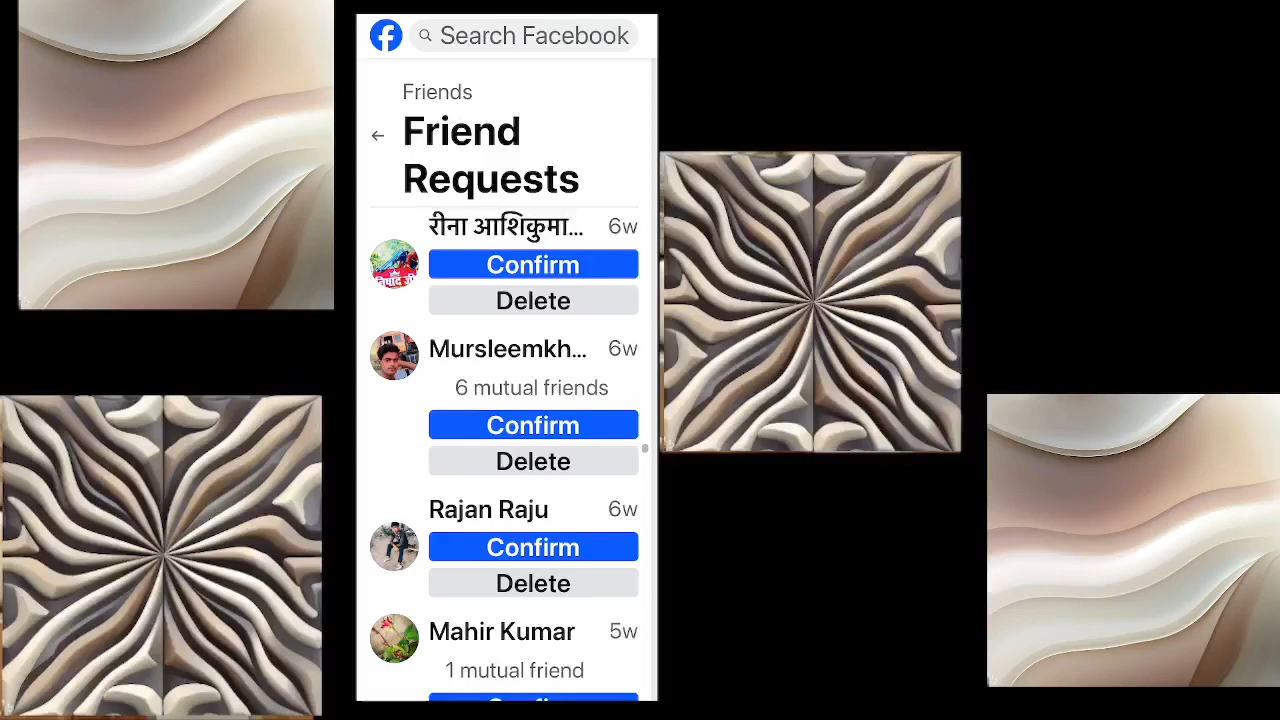 Search Facebook
Friends
Friend
Requests
रीना आशिकुमा... 6w
Confirm
Delete
Mursleemkh... 6w
6 mutual friends
Confirm
Delete
Rajan Raju 6w
Confirm
Delete
Mahir Kumar 5w
1 mutual friend